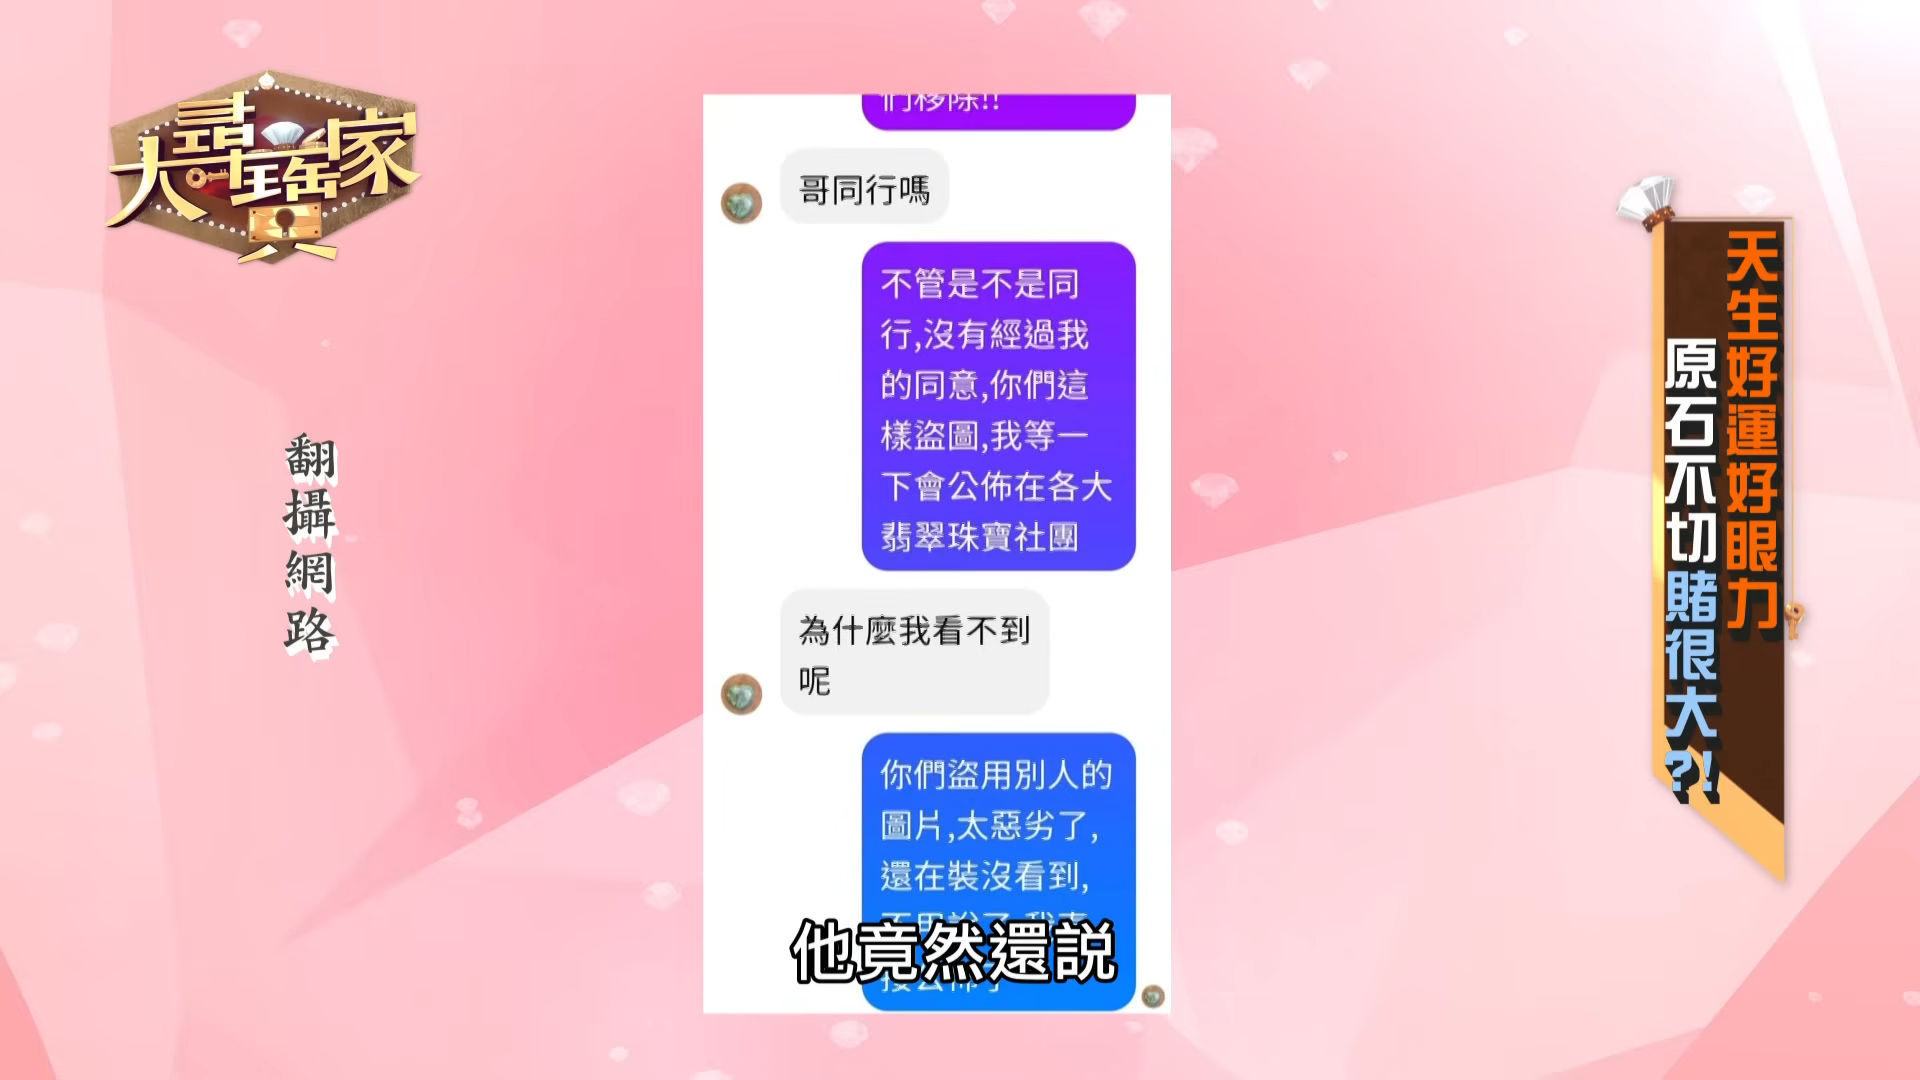 大尋寶家
們移除!!
哥同行嗎
不管是不是同
行,沒有經過我
的同意,你們這
樣盜圖,我等一
下會公佈在各大
翡翠珠寶社團
為什麼我看不到
呢
你們盜用別人的
圖片,太惡劣了,
還在裝沒看到,
他竟然還説
翻攝網路
天生好運好眼力
原石不切賭很大?!